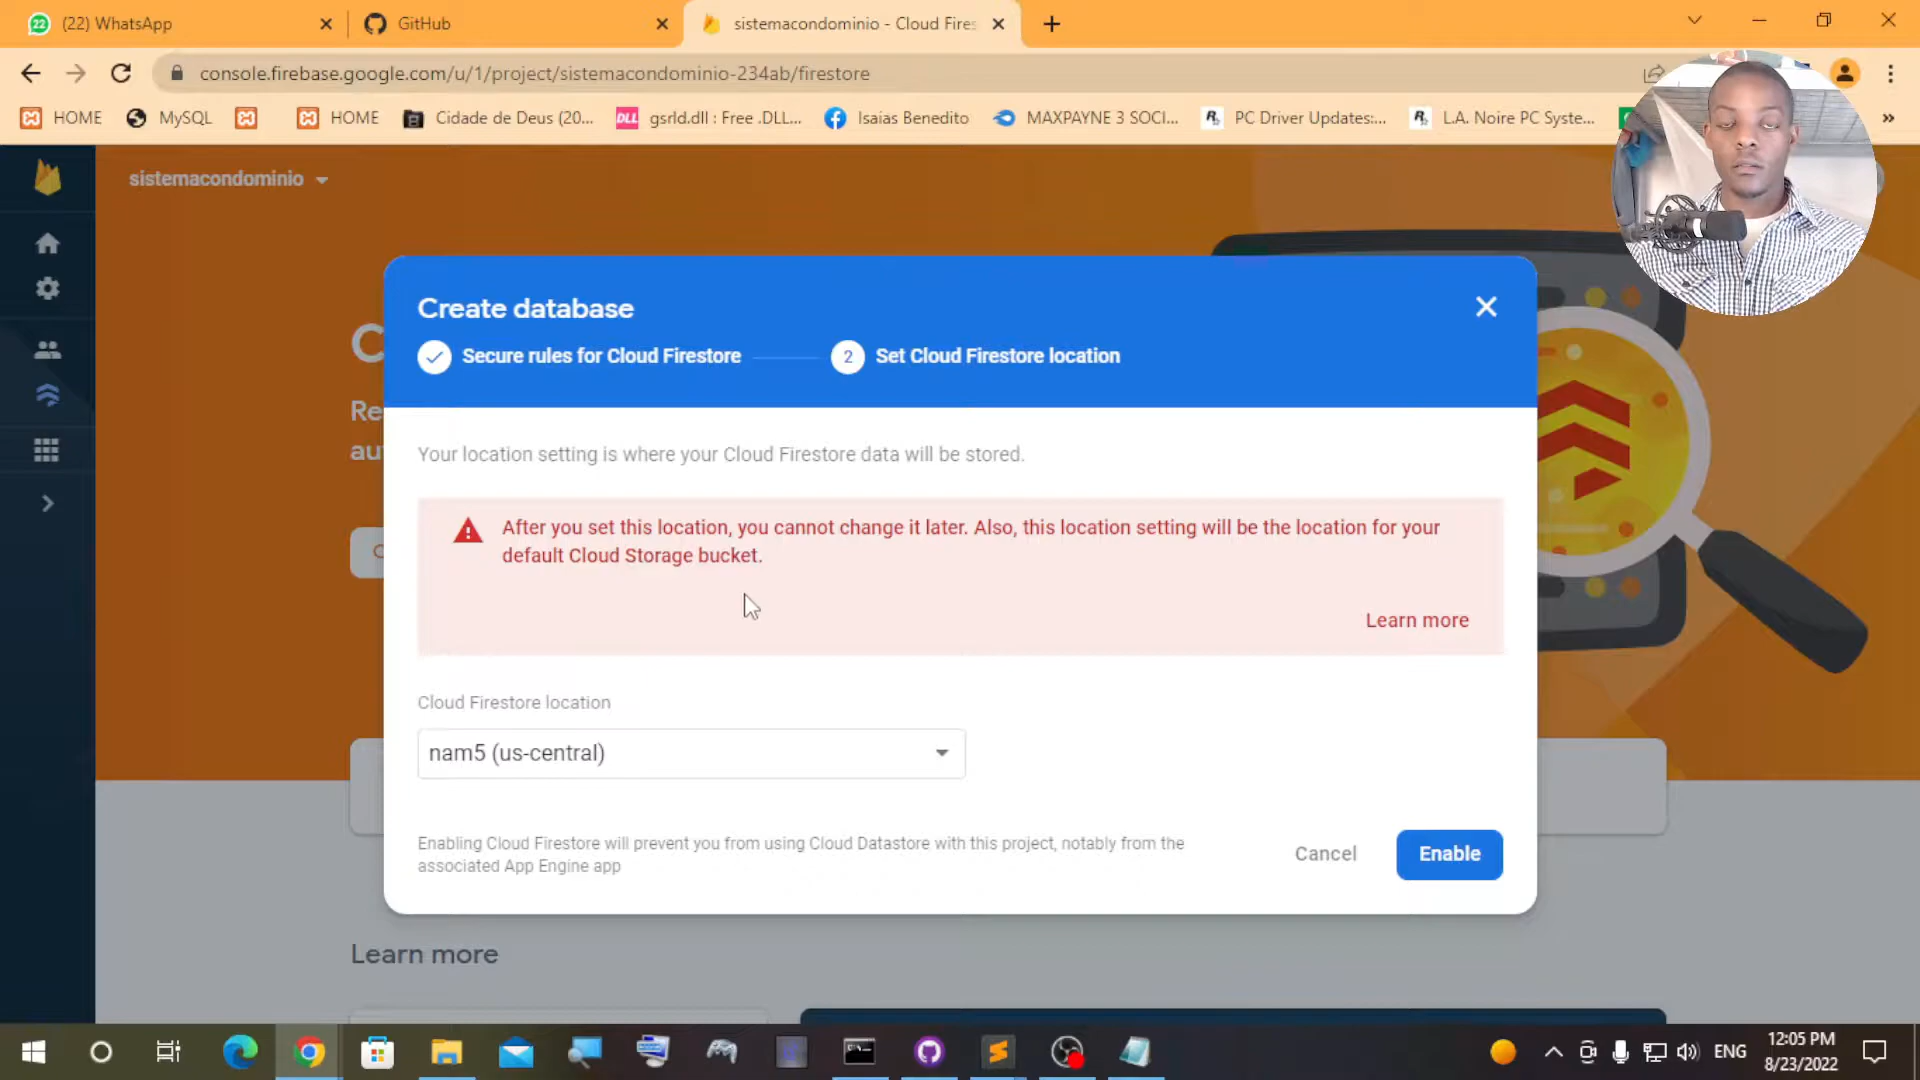 22
(22) WhatsApp
GitHub
sistemacondominio - Cloud Fires
console.firebase.google.com/u/1/project/sistemacondominio-234ab/firestore
HOME
MySQL
HOME
Cidade de Deus (20...
DLL
gsrld.dll : Free .DLL...
Isaias Benedito
MAXPAYNE 3 SOCI...
PC Driver Updates:...
L.A. Noire PC Syste...
»
sistemacondominio
C
Re
au
Create database
Secure rules for Cloud Firestore
2
Set Cloud Firestore location
Your location setting is where your Cloud Firestore data will be stored.
After you set this location, you cannot change it later. Also, this location setting will be the location for your
default Cloud Storage bucket.
Learn more
Cloud Firestore location
nam5 (us-central)
Enabling Cloud Firestore will prevent you from using Cloud Datastore with this project, notably from the
associated App Engine app
Cancel
Enable
Learn more
ENG
12:05 PM
8/23/2022